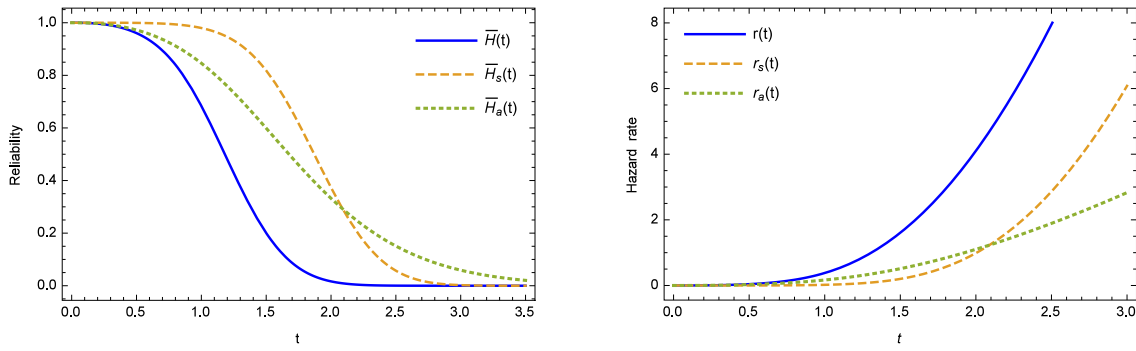 1.0
0.8
0.6
0.4
0.2
0.0
Reliability
0.0 0.5 1.0 1.5 2.0 2.5 3.0 3.5
t
H̅(t)
H̅ₛ(t)
H̅ₐ(t)
8
6
4
2
0
Hazard rate
0.0 0.5 1.0 1.5 2.0 2.5 3.0
t
r(t)
rₛ(t)
rₐ(t)